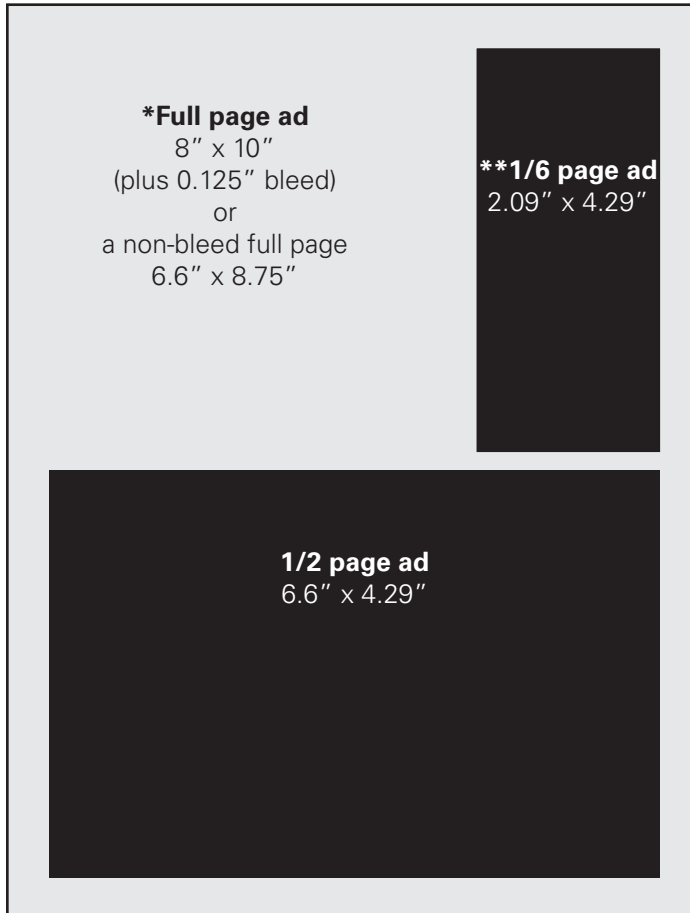 *Full page ad
8” x 10”
(plus 0.125” bleed)
or
a non-bleed full page
6.6” x 8.75”
**1/6 page ad
2.09” x 4.29”
1/2 page ad
6.6” x 4.29”